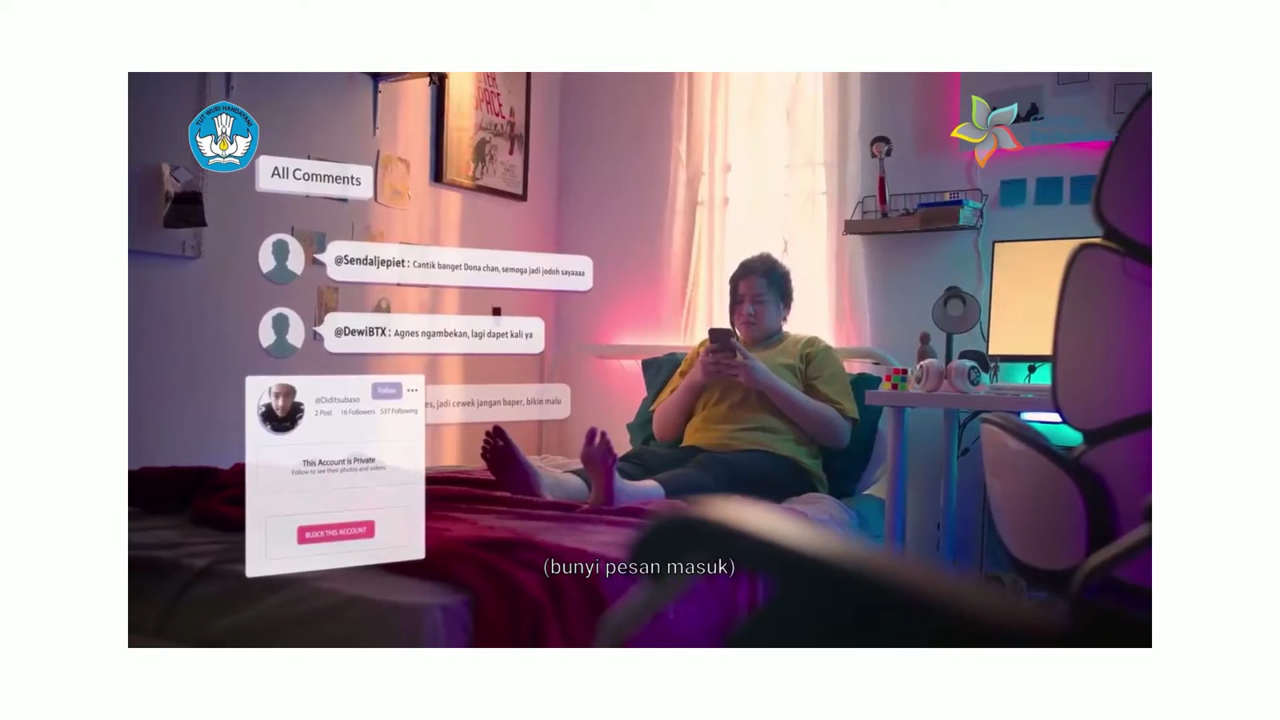 TUT WURI HANDAYANI
SPACE
All Comments
@Sendaljepiet : Cantik banget Dona chan, semoga jadi jodoh sayaaaa
@DewiBTX : Agnes ngambekan, lagi dapet kali ya
jadi cewek jangan baper, bikin malu
@Diditsubaso
Follow
2 Post 16 Followers 537 Following
This Account is Private
Follow to see their photos and videos
BLOCK THIS ACCOUNT
(bunyi pesan masuk)